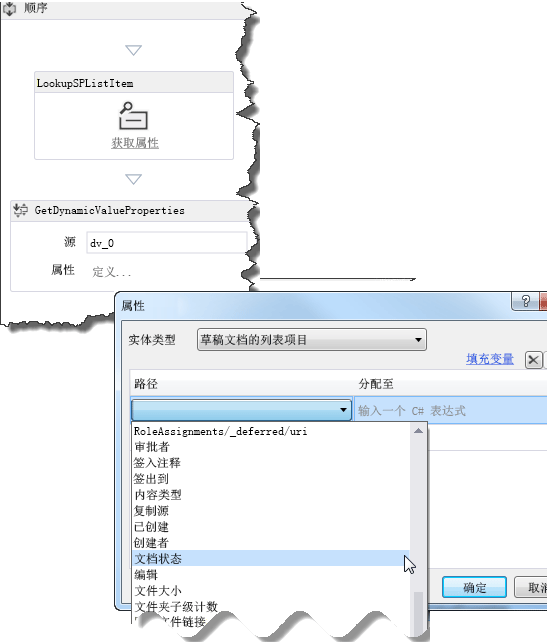 顺序
LookupSPListItem
获取属性
GetDynamicValueProperties
源 dv_0
属性 定义...
属性
实体类型 草稿文档的列表项目
填充变量
路径 分配至
输入一个 C# 表达式
RoleAssignments/_deferred/uri
审批者
签入注释
签出到
内容类型
复制源
已创建
创建者
文档状态
编辑
文件大小
文件夹子级计数
文件链接
确定 取消